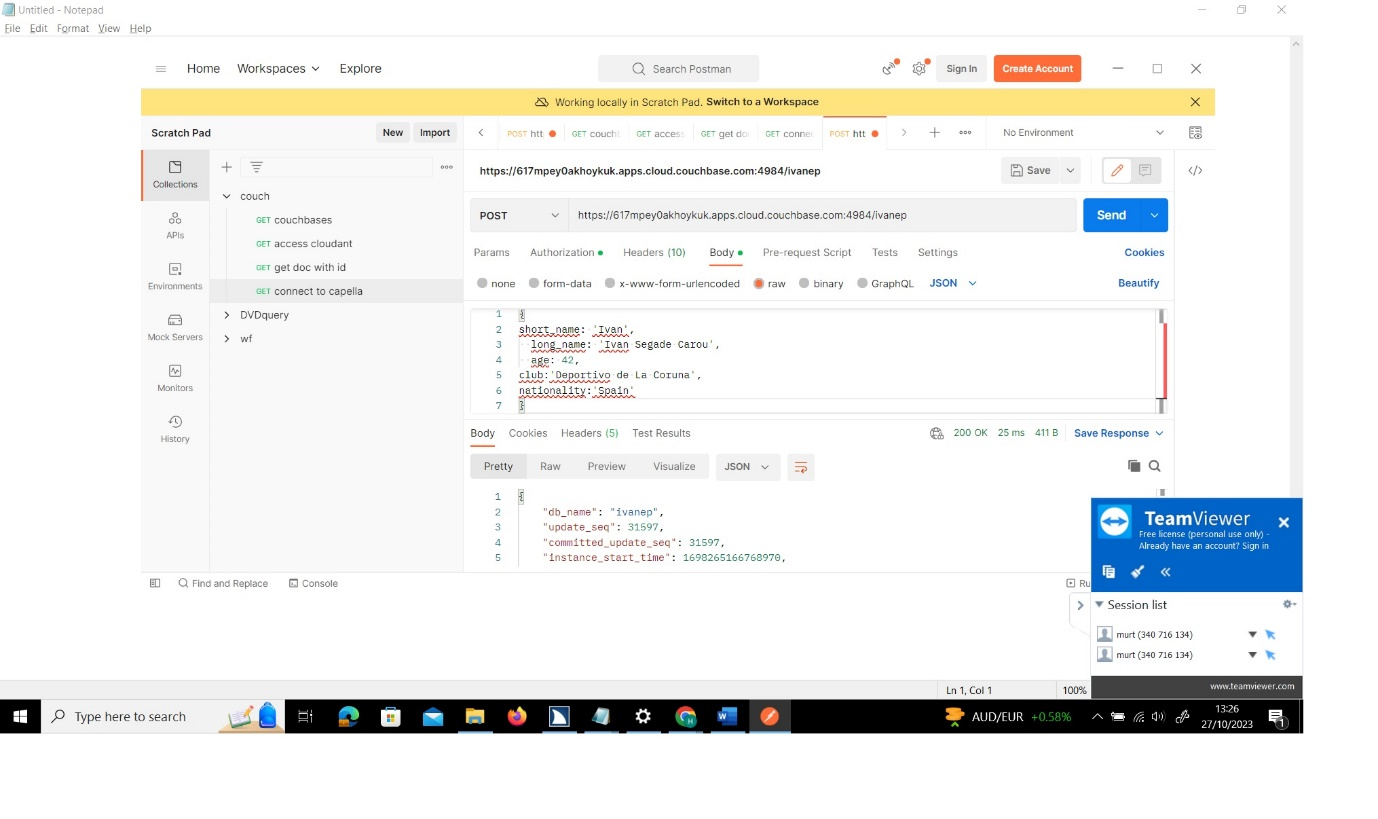 Untitled - Notepad
File Edit Format View Help
Home Workspaces Explore Search Postman Sign In Create Account
Working locally in Scratch Pad. Switch to a Workspace
Scratch Pad New Import POST htt GET couch GET access GET get do GET conne POST htt No Environment
Collections
APIs
Environments
Mock Servers
Monitors
History
couch
GET couchbases
GET access cloudant
GET get doc with id
GET connect to capella
DVDquery
wf
https://617mpey0akhoykuk.apps.cloud.couchbase.com:4984/ivanep Save
POST https://617mpey0akhoykuk.apps.cloud.couchbase.com:4984/ivanep Send
Params Authorization Headers (10) Body Pre-request Script Tests Settings Cookies
none form-data x-www-form-urlencoded raw binary GraphQL JSON Beautify
1 {
2 short_name: 'Ivan',
3 long_name: 'Ivan Segade Carou',
4 age: 42,
5 club:'Deportivo de La Coruna',
6 nationality:'Spain'
7 }
Body Cookies Headers (5) Test Results 200 OK 25 ms 411 B Save Response
Pretty Raw Preview Visualize JSON
1 {
2 "db_name": "ivanep",
3 "update_seq": 31597,
4 "committed_update_seq": 31597,
5 "instance_start_time": 1698265166768970,
Find and Replace Console Ru
TeamViewer
Free license (personal use only) -
Already have an account? Sign in
Session list
murt (340 716 134)
murt (340 716 134)
www.teamviewer.com
Ln 1, Col 1 100%
Type here to search AUD/EUR +0.58% 13:26
27/10/2023 1